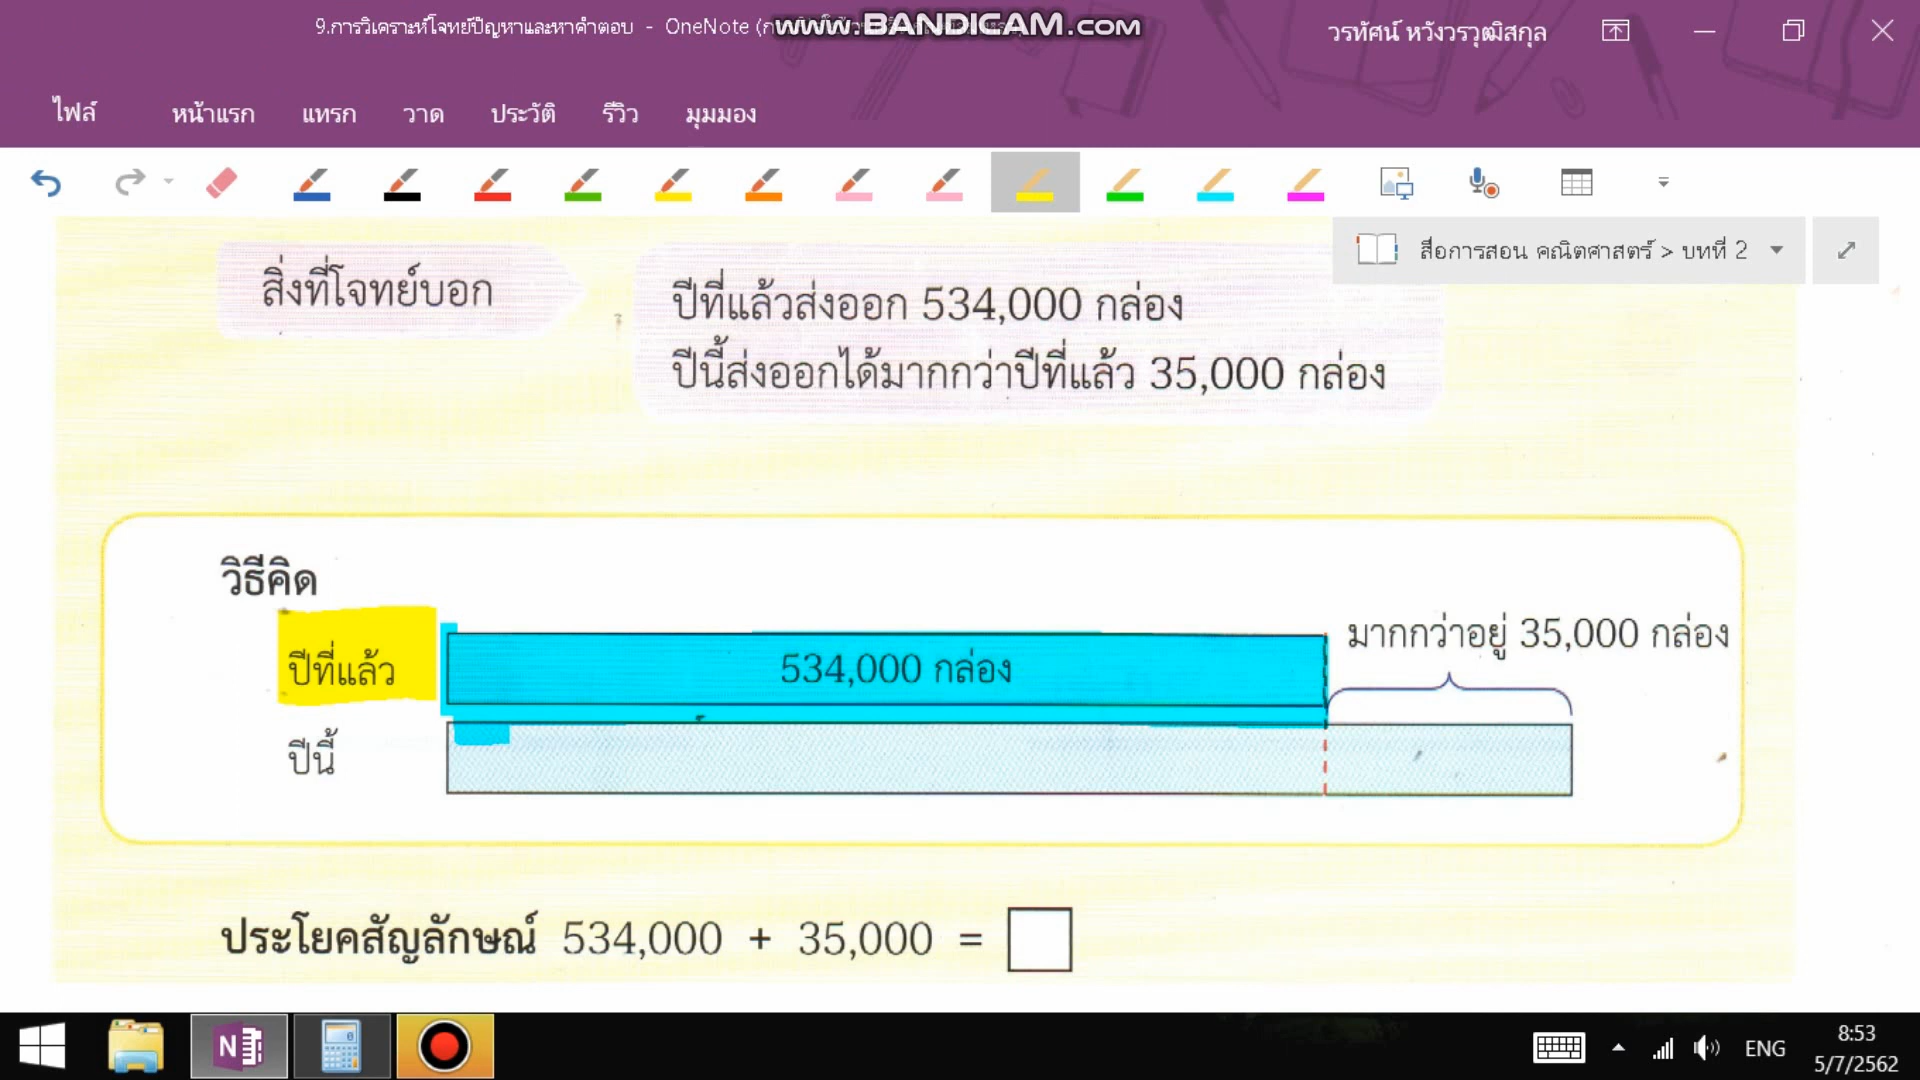 9.การวิเคราะห์โจทย์ปัญหาและหาคำตอบ - OneNote (ก
www.BANDICAM.com
วรทัศน์ หวังวรวุฒิสกุล
ไฟล์ หน้าแรก แทรก วาด ประวัติ รีวิว มุมมอง
สื่อการสอน คณิตศาสตร์ > บทที่ 2
สิ่งที่โจทย์บอก
ปีที่แล้วส่งออก 534,000 กล่อง
ปีนี้ส่งออกได้มากกว่าปีที่แล้ว 35,000 กล่อง
วิธีคิด
มากกว่าอยู่ 35,000 กล่อง
ปีที่แล้ว 534,000 กล่อง
ปีนี้
ประโยคสัญลักษณ์ 534,000 + 35,000 =
ENG
8:53
5/7/2562